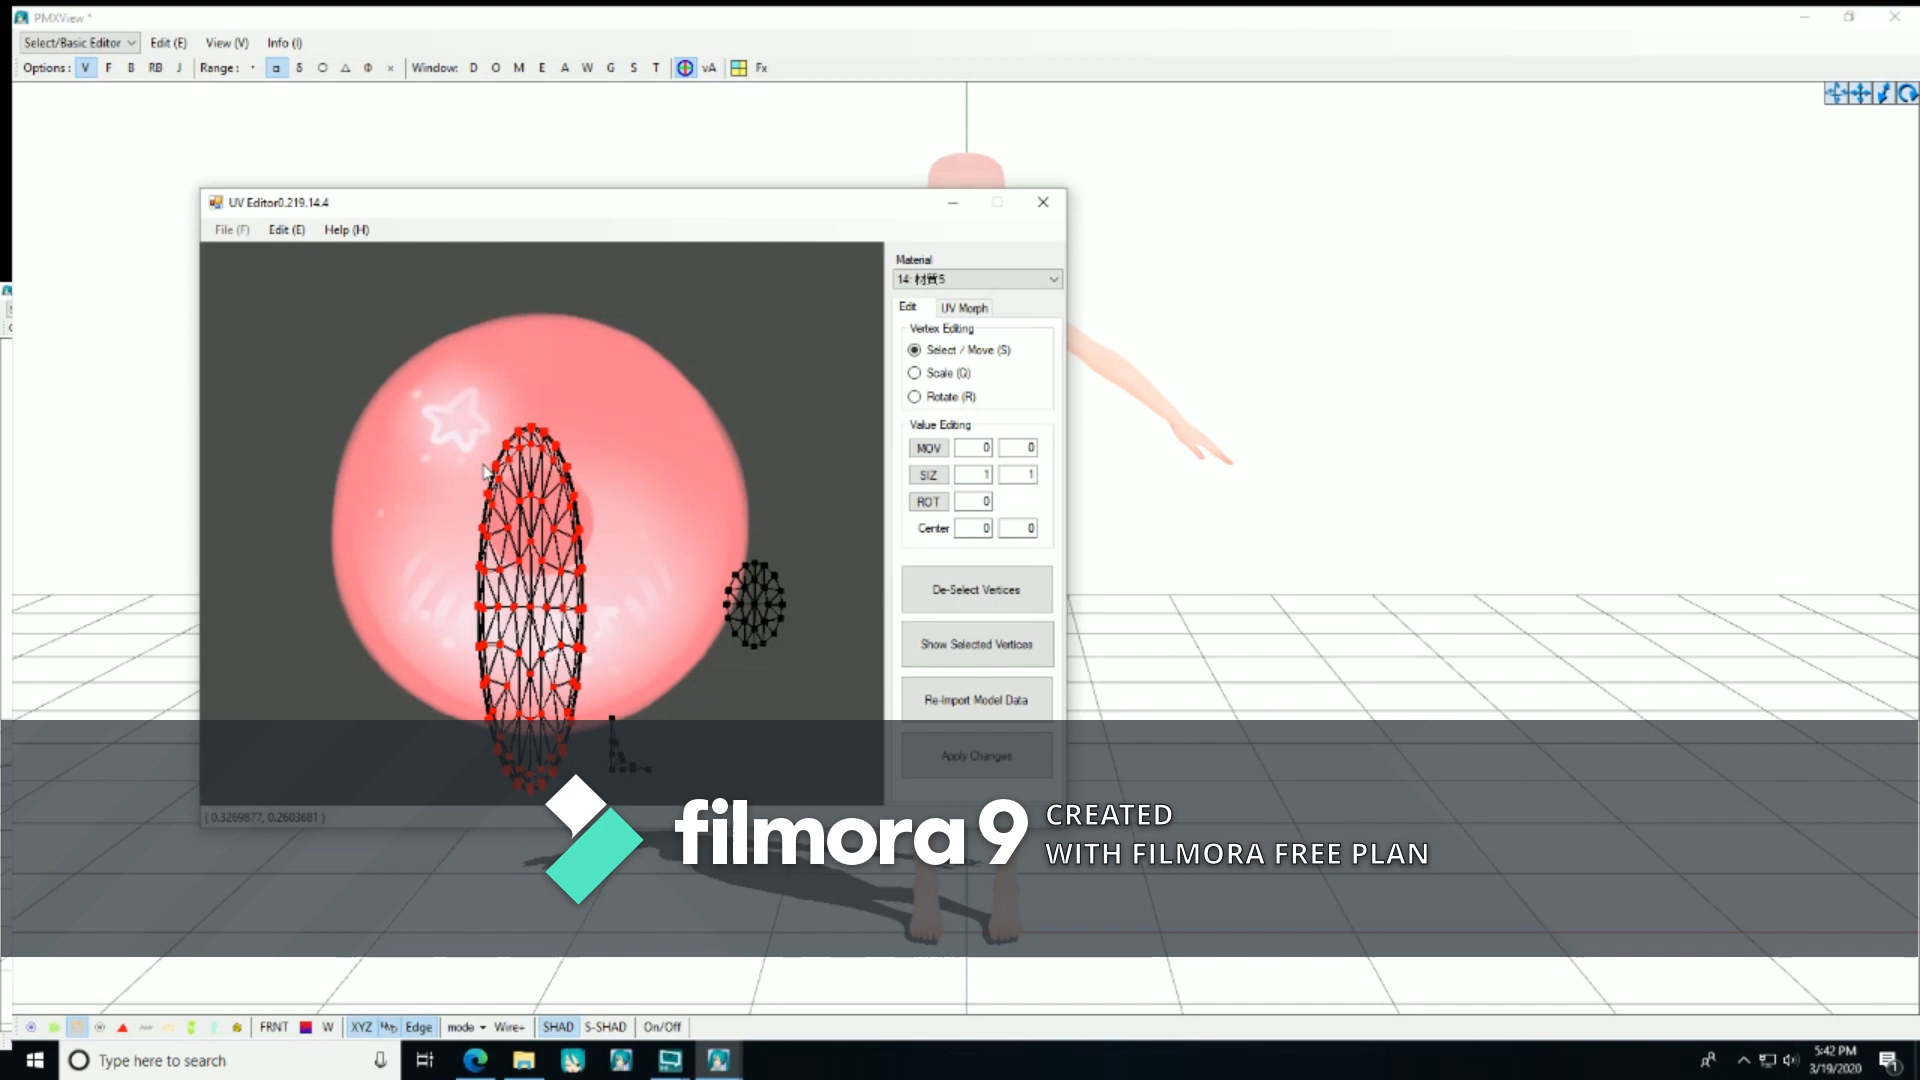 PMXView *
Select/Basic Editor Edit (E) View (V) Info (I)
Options: V F B RB J Range: Window: D O M E A W G S T vA Fx
UV Editor0.219.14.4
File (F) Edit (E) Help (H)
Material
14: 材質5
Edit UV Morph
Vertex Editing
Select / Move (S)
Scale (Q)
Rotate (R)
Value Editing
MOV 0 0
SIZ 1 1
ROT 0
Center 0 0
De-Select Vertices
Show Selected Vertices
Re-Import Model Data
Apply Changes
( 0.3269877, 0.2603681 )
filmora9 CREATED
WITH FILMORA FREE PLAN
FRNT W XYZ Edge mode Wire+ SHAD S-SHAD On/Off
Type here to search
5:42 PM
3/19/2020
1